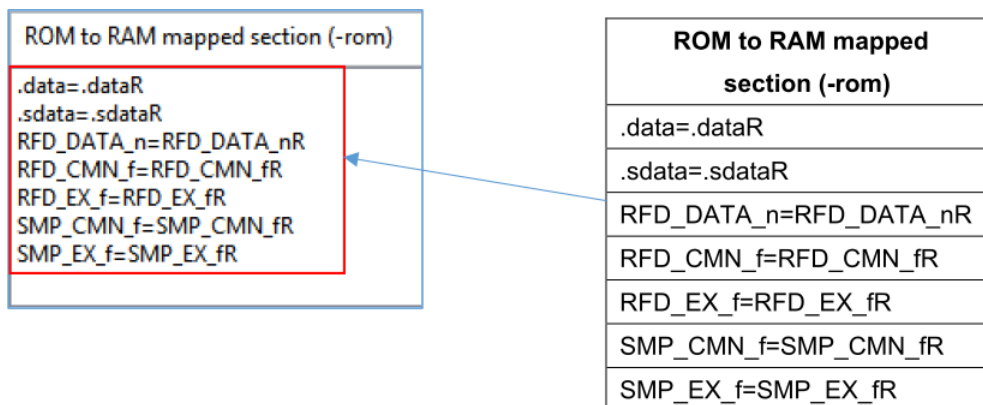 ROM to RAM mapped section (-rom)
.data=.dataR
.sdata=.sdataR
RFD_DATA_n=RFD_DATA_nR
RFD_CMN_f=RFD_CMN_fR
RFD_EX_f=RFD_EX_fR
SMP_CMN_f=SMP_CMN_fR
SMP_EX_f=SMP_EX_fR
ROM to RAM mapped
section (-rom)
.data=.dataR
.sdata=.sdataR
RFD_DATA_n=RFD_DATA_nR
RFD_CMN_f=RFD_CMN_fR
RFD_EX_f=RFD_EX_fR
SMP_CMN_f=SMP_CMN_fR
SMP_EX_f=SMP_EX_fR